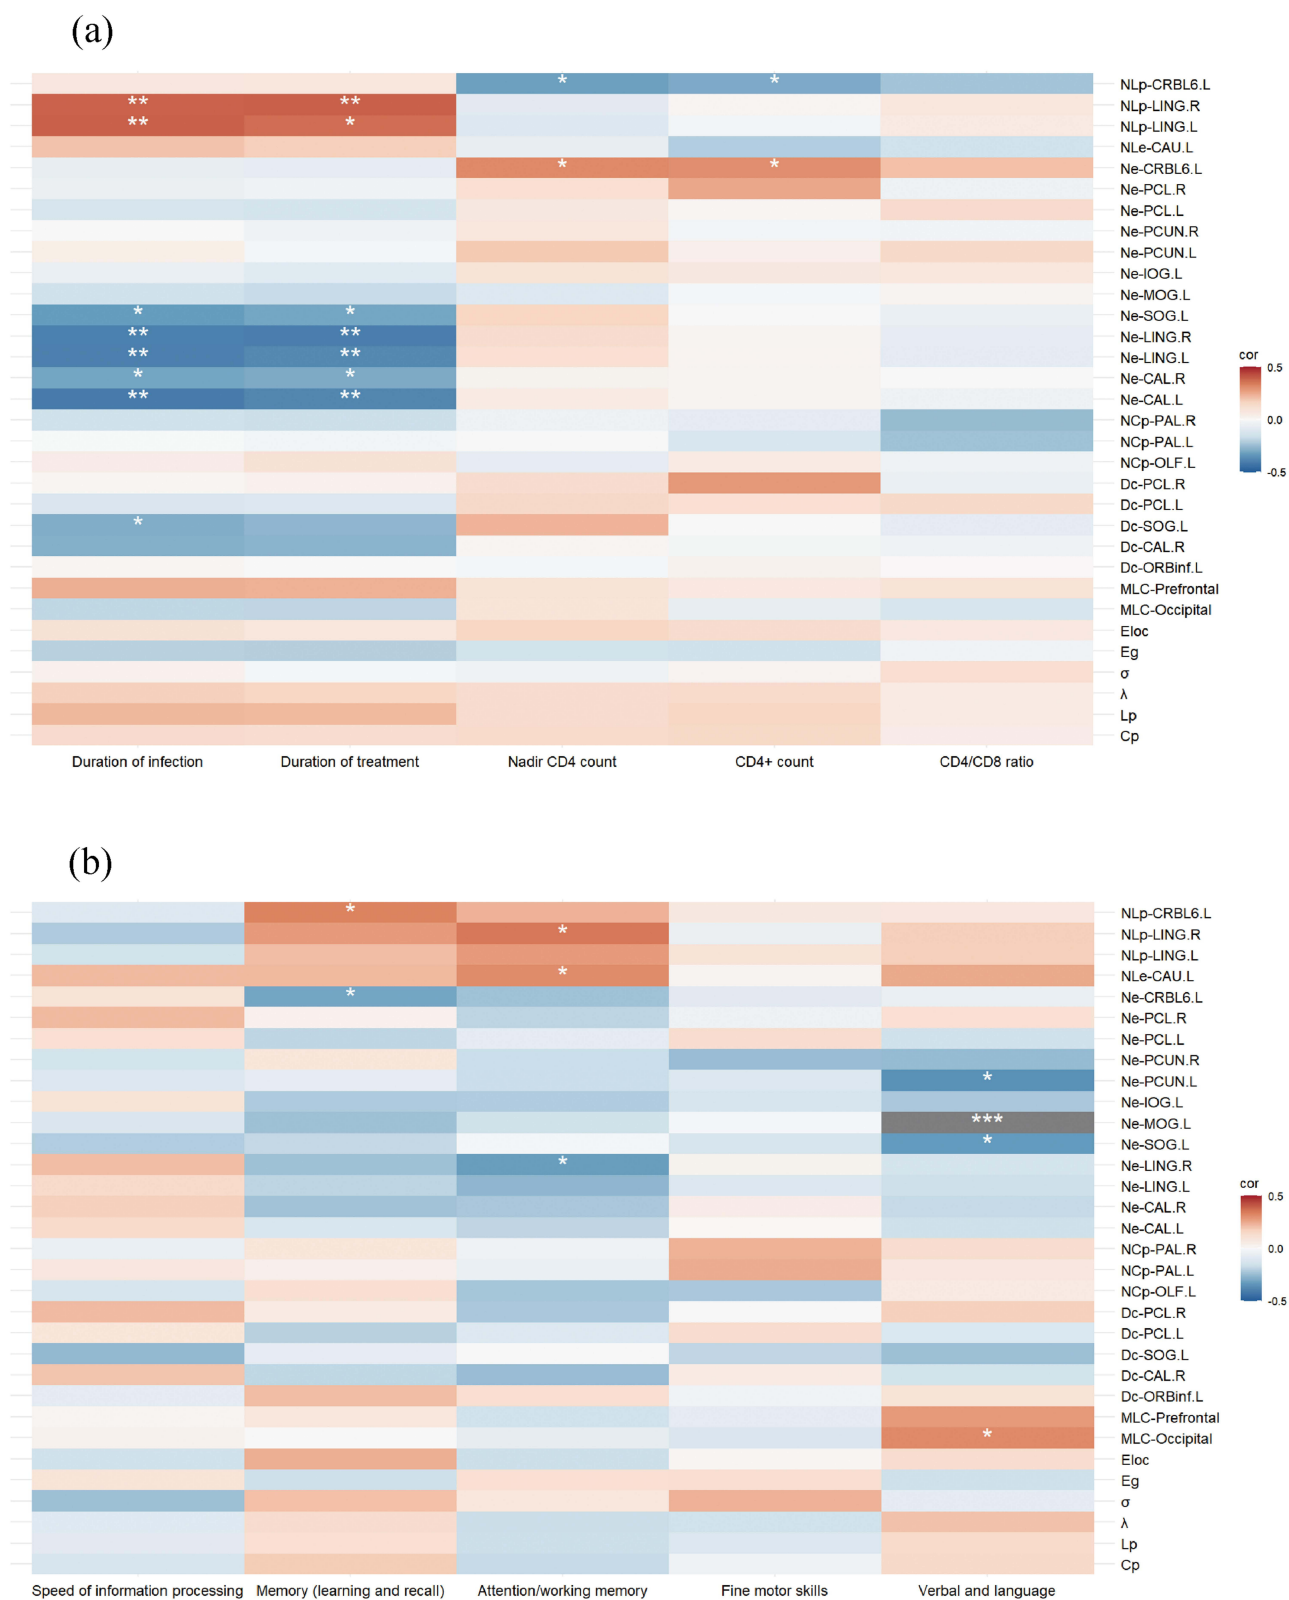 (a)
*
*
NLp-CRBL6.L
**
**
NLp-LING.R
**
*
NLp-LING.L
NLe-CAU.L
*
*
Ne-CRBL6.L
Ne-PCL.R
Ne-PCL.L
Ne-PCUN.R
Ne-PCUN.L
Ne-IOG.L
Ne-MOG.L
*
*
Ne-SOG.L
**
**
Ne-LING.R
**
**
Ne-LING.L
*
*
Ne-CAL.R
**
**
Ne-CAL.L
NCp-PAL.R
NCp-PAL.L
NCp-OLF.L
Dc-PCL.R
Dc-PCL.L
*
Dc-SOG.L
Dc-CAL.R
Dc-ORBinf.L
MLC-Prefrontal
MLC-Occipital
Eloc
Eg
σ
λ
Lp
Cp
cor
0.5
0.0
-0.5
Duration of infection
Duration of treatment
Nadir CD4 count
CD4+ count
CD4/CD8 ratio
(b)
*
NLp-CRBL6.L
*
NLp-LING.R
NLp-LING.L
*
NLe-CAU.L
*
Ne-CRBL6.L
Ne-PCL.R
Ne-PCL.L
Ne-PCUN.R
*
Ne-PCUN.L
Ne-IOG.L
***
Ne-MOG.L
*
Ne-SOG.L
*
Ne-LING.R
Ne-LING.L
Ne-CAL.R
Ne-CAL.L
NCp-PAL.R
NCp-PAL.L
NCp-OLF.L
Dc-PCL.R
Dc-PCL.L
Dc-SOG.L
Dc-CAL.R
Dc-ORBinf.L
MLC-Prefrontal
*
MLC-Occipital
Eloc
Eg
σ
λ
Lp
Cp
cor
0.5
0.0
-0.5
Speed of information processing
Memory (learning and recall)
Attention/working memory
Fine motor skills
Verbal and language